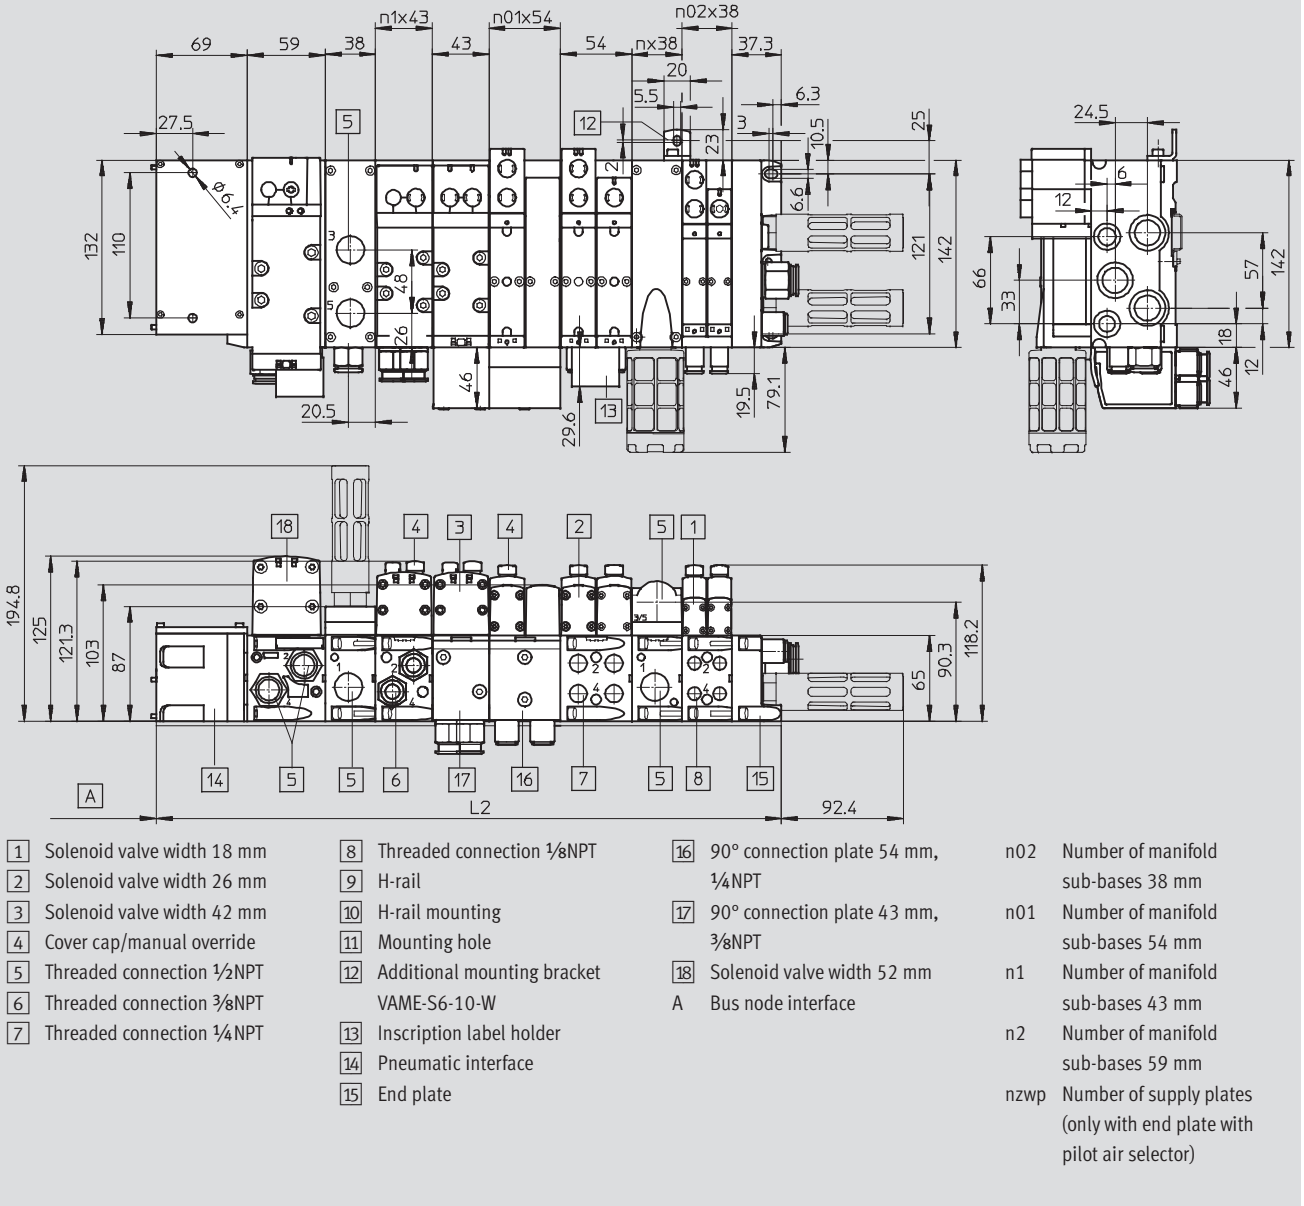 n1x43
n01x54
n02x38
69
59
38
43
54
nx38
37.3
20
5.5
6.3
27.5
5
12
3
23
10.5
25
24.5
2
6.6
6
12
ø6.4
132
110
3
48
5
26
121
142
66
33
57
142
18
12
46
46
20.5
29.6
13
19.5
79.1
18
4
3
4
2
5
1
194.8
125
121.3
103
87
3/5
2
4
1
2
4
2
4
1
2
4
65
90.3
118.2
14
5
5
6
17
16
7
5
8
15
A
L2
92.4
1 Solenoid valve width 18 mm
2 Solenoid valve width 26 mm
3 Solenoid valve width 42 mm
4 Cover cap/manual override
5 Threaded connection ½NPT
6 Threaded connection ⅜NPT
7 Threaded connection ¼NPT
8 Threaded connection ⅛NPT
9 H-rail
10 H-rail mounting
11 Mounting hole
12 Additional mounting bracket
VAME-S6-10-W
13 Inscription label holder
14 Pneumatic interface
15 End plate
16 90° connection plate 54 mm,
¼NPT
17 90° connection plate 43 mm,
⅜NPT
18 Solenoid valve width 52 mm
A Bus node interface
n02 Number of manifold
sub-bases 38 mm
n01 Number of manifold
sub-bases 54 mm
n1 Number of manifold
sub-bases 43 mm
n2 Number of manifold
sub-bases 59 mm
nzwp Number of supply plates
(only with end plate with
pilot air selector)